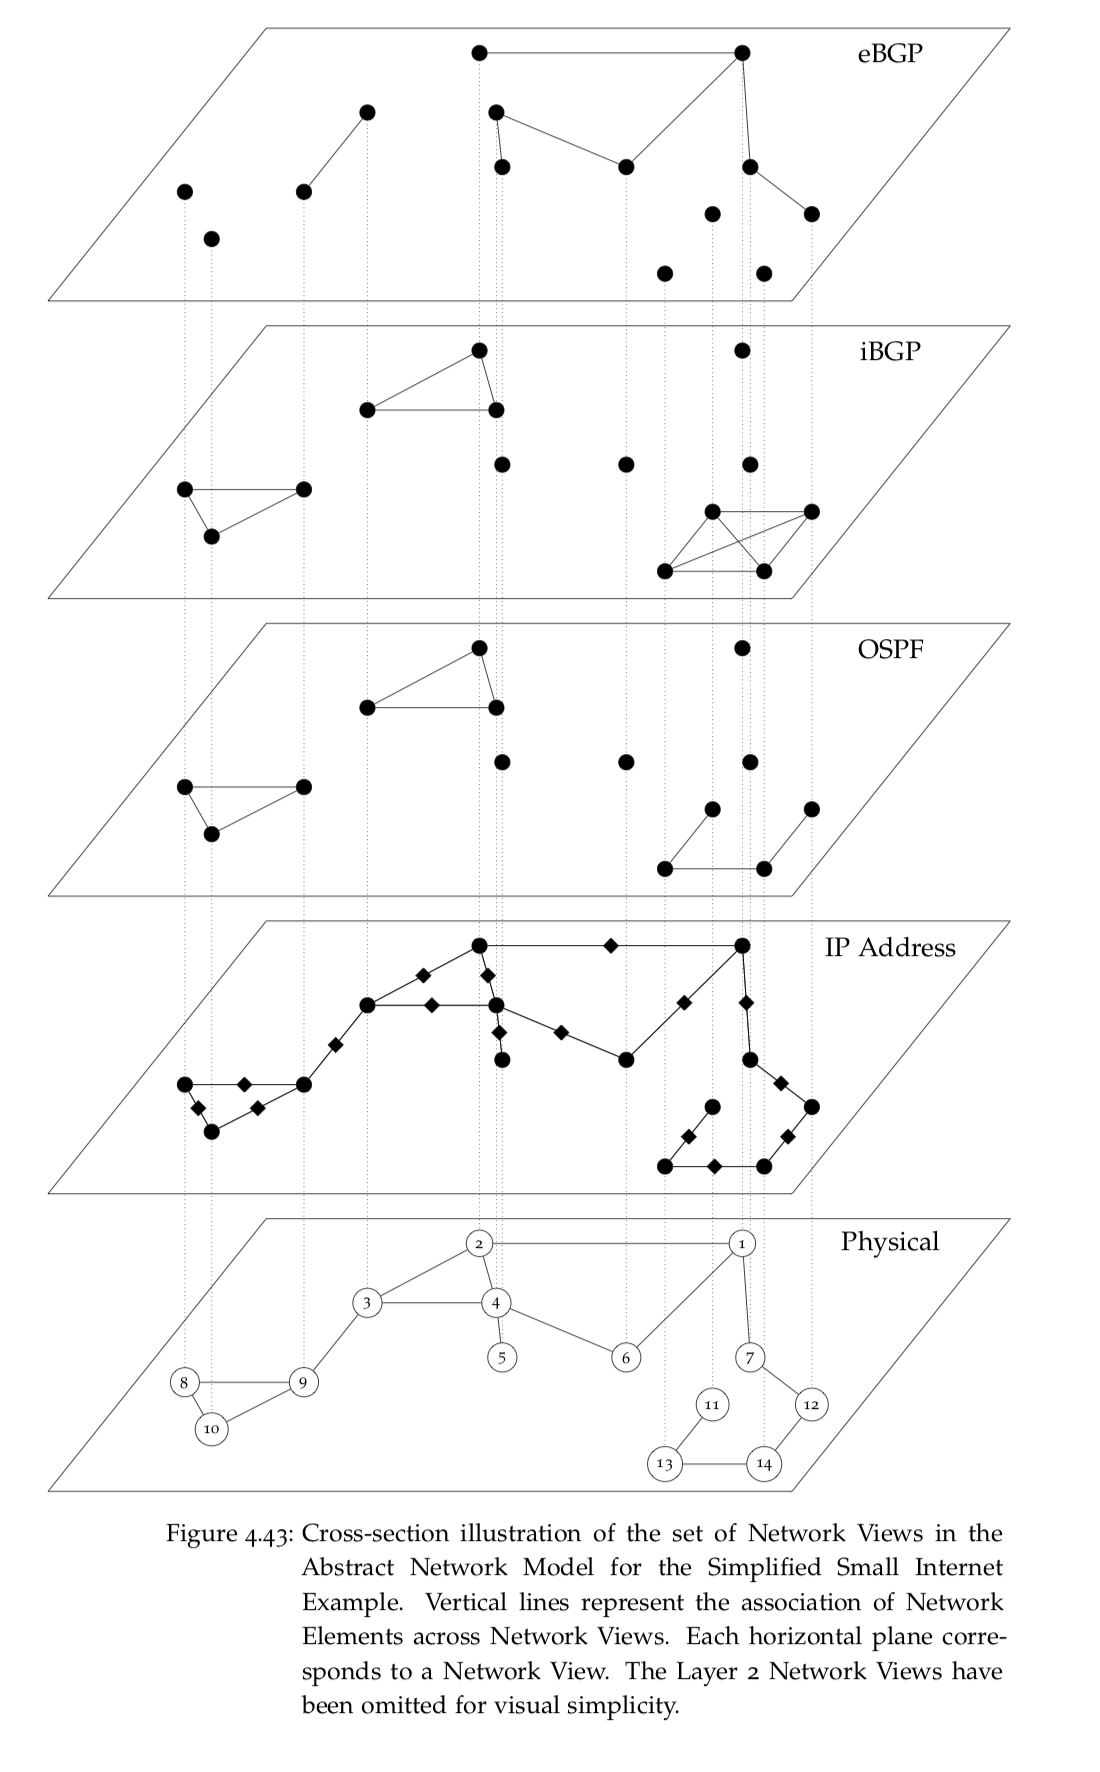 eBGP
iBGP
OSPF
IP Address
Physical
2
1
3
4
5
6
7
8
9
11
12
10
13
14
Figure 4.43: Cross-section illustration of the set of Network Views in the
Abstract Network Model for the Simplified Small Internet
Example. Vertical lines represent the association of Network
Elements across Network Views. Each horizontal plane corre-
sponds to a Network View. The Layer 2 Network Views have
been omitted for visual simplicity.